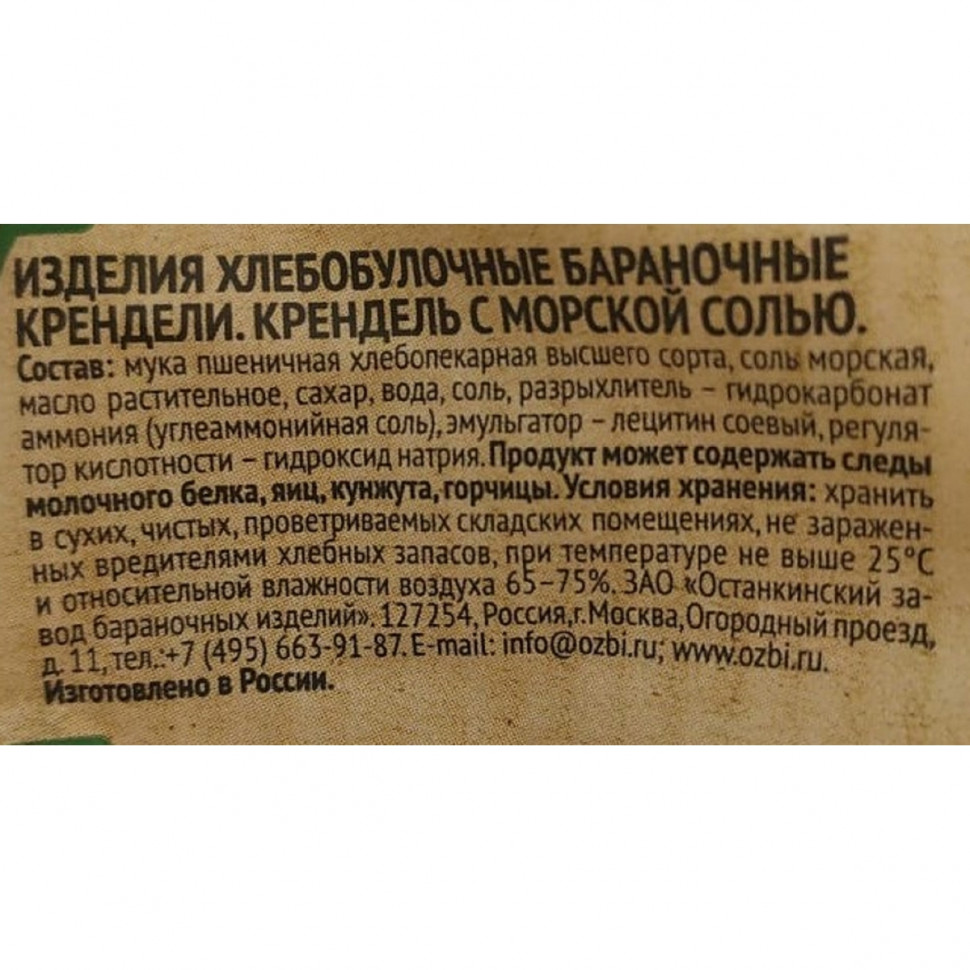 ИЗДЕЛИЯ ХЛЕБОБУЛОЧНЫЕ БАРАНОЧНЫЕ
КРЕНДЕЛИ. КРЕНДЕЛЬ С МОРСКОЙ СОЛЬЮ.
Состав: мука пшеничная хлебопекарная высшего сорта, соль морская,
масло растительное, сахар, вода, соль, разрыхлитель – гидрокарбонат
аммония (углеаммонийная соль), эмульгатор – лецитин соевый, регуля-
тор кислотности – гидроксид натрия. Продукт может содержать следы
молочного белка, яиц, кунжута, горчицы. Условия хранения: хранить
в сухих, чистых, проветриваемых складских помещениях, не заражен-
ных вредителями хлебных запасов, при температуре не выше 25°С
и относительной влажности воздуха 65–75%. ЗАО «Останкинский за-
вод бараночных изделий». 127254, Россия, г. Москва, Огородный проезд,
д. 11, тел.:+7 (495) 663-91-87. E-mail: info@ozbi.ru; www.ozbi.ru.
Изготовлено в России.